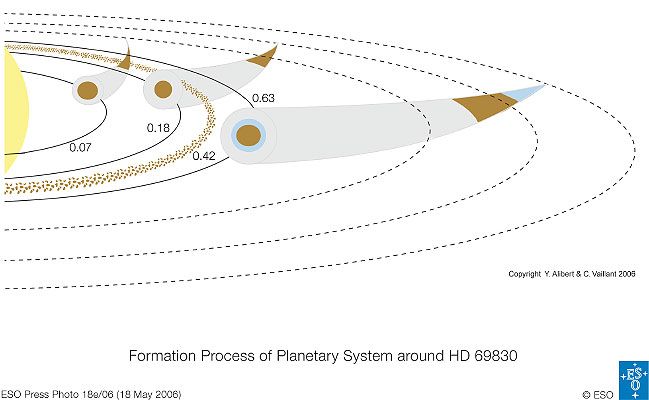 0.63
0.18
0.07
0.42
Copyright Y. Alibert & C. Vaillant 2006
Formation Process of Planetary System around HD 69830
ESO Press Photo 18e/06 (18 May 2006)
© ESO
ES
O